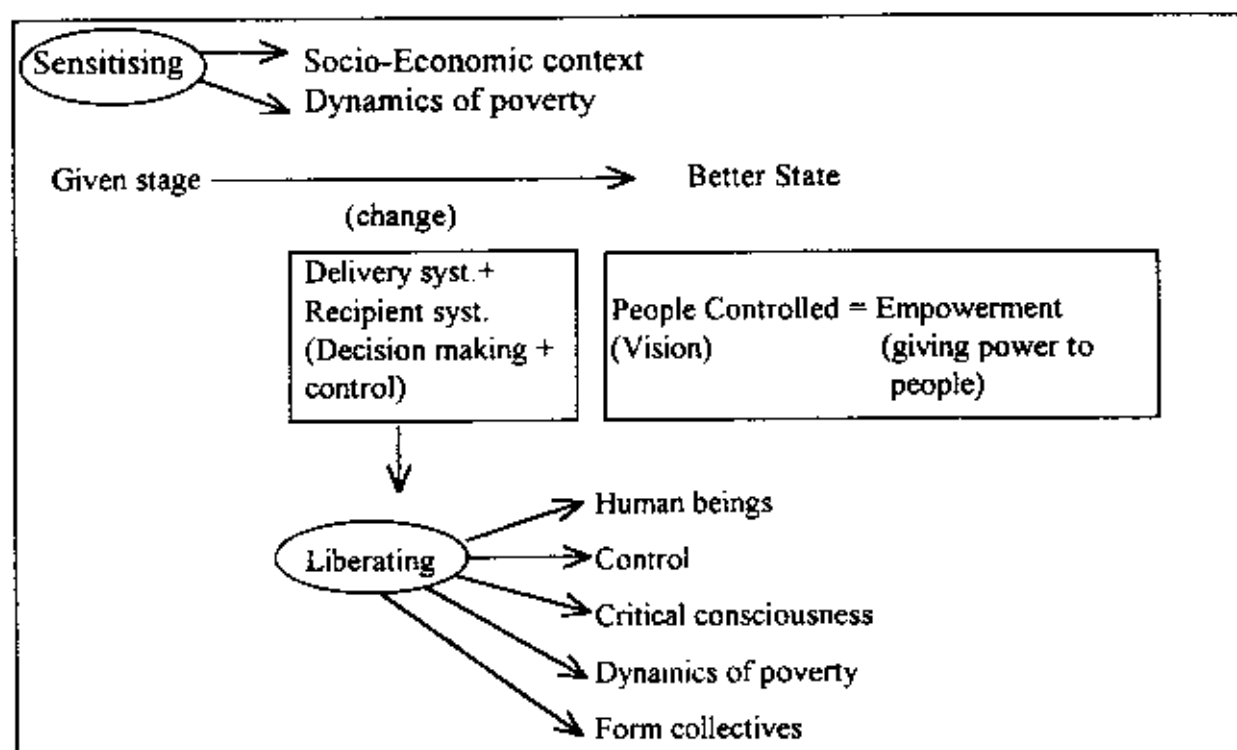 Sensitising
Socio-Economic context
Dynamics of poverty
Given stage
Better State
(change)
Delivery syst.+
Recipient syst.
(Decision making +
control)
People Controlled = Empowerment
(Vision) (giving power to
people)
Liberating
Human beings
Control
Critical consciousness
Dynamics of poverty
Form collectives